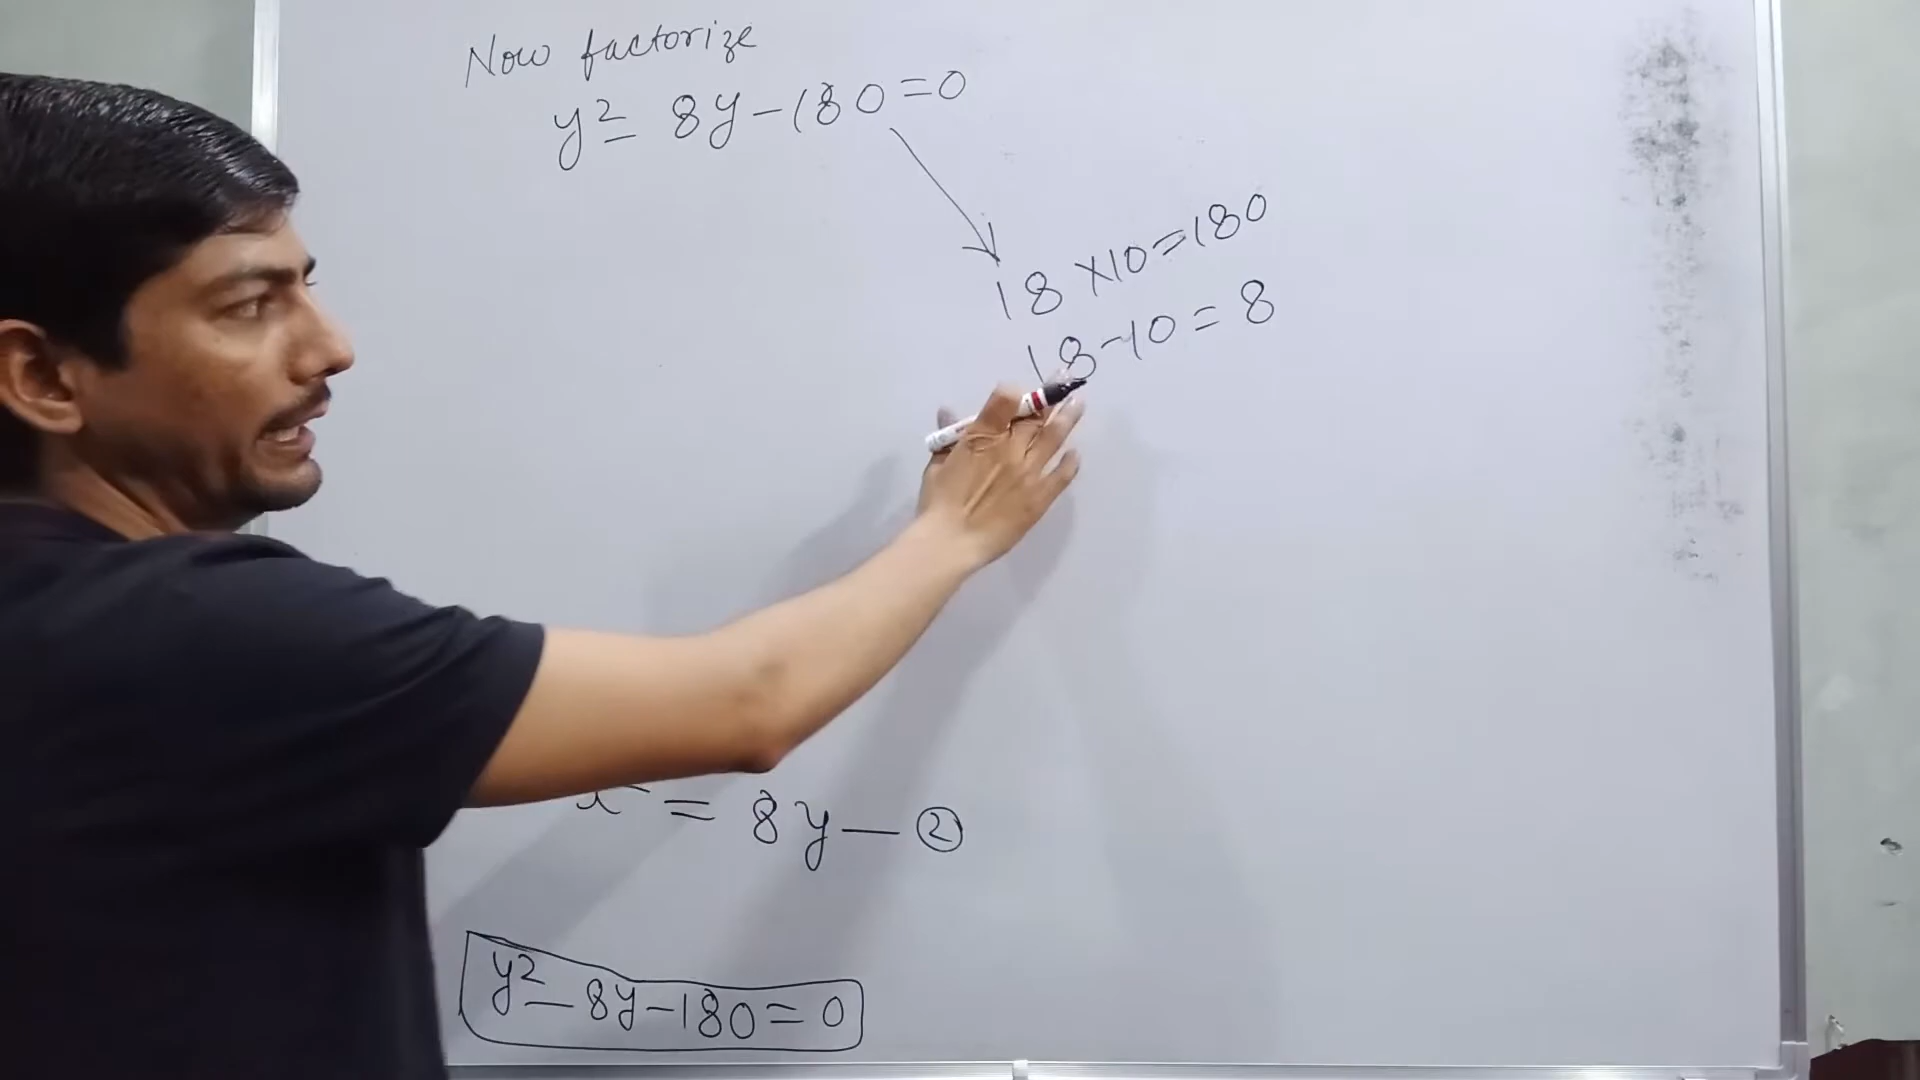 Now factorize
y² - 8y - 180 = 0
18 × 10 = 180
18 - 10 = 8
= 8y — ②
y² - 8y - 180 = 0